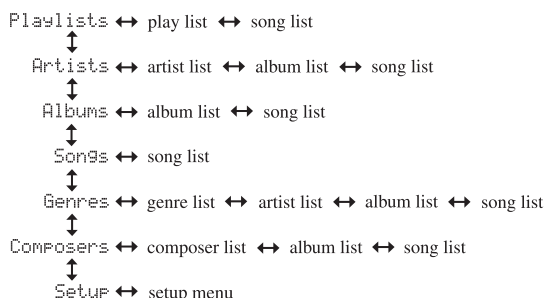 Playlists ↔ play list ↔ song list
Artists ↔ artist list ↔ album list ↔ song list
Albums ↔ album list ↔ song list
Songs ↔ song list
Genres ↔ genre list ↔ artist list ↔ album list ↔ song list
Composers ↔ composer list ↔ album list ↔ song list
Setup ↔ setup menu